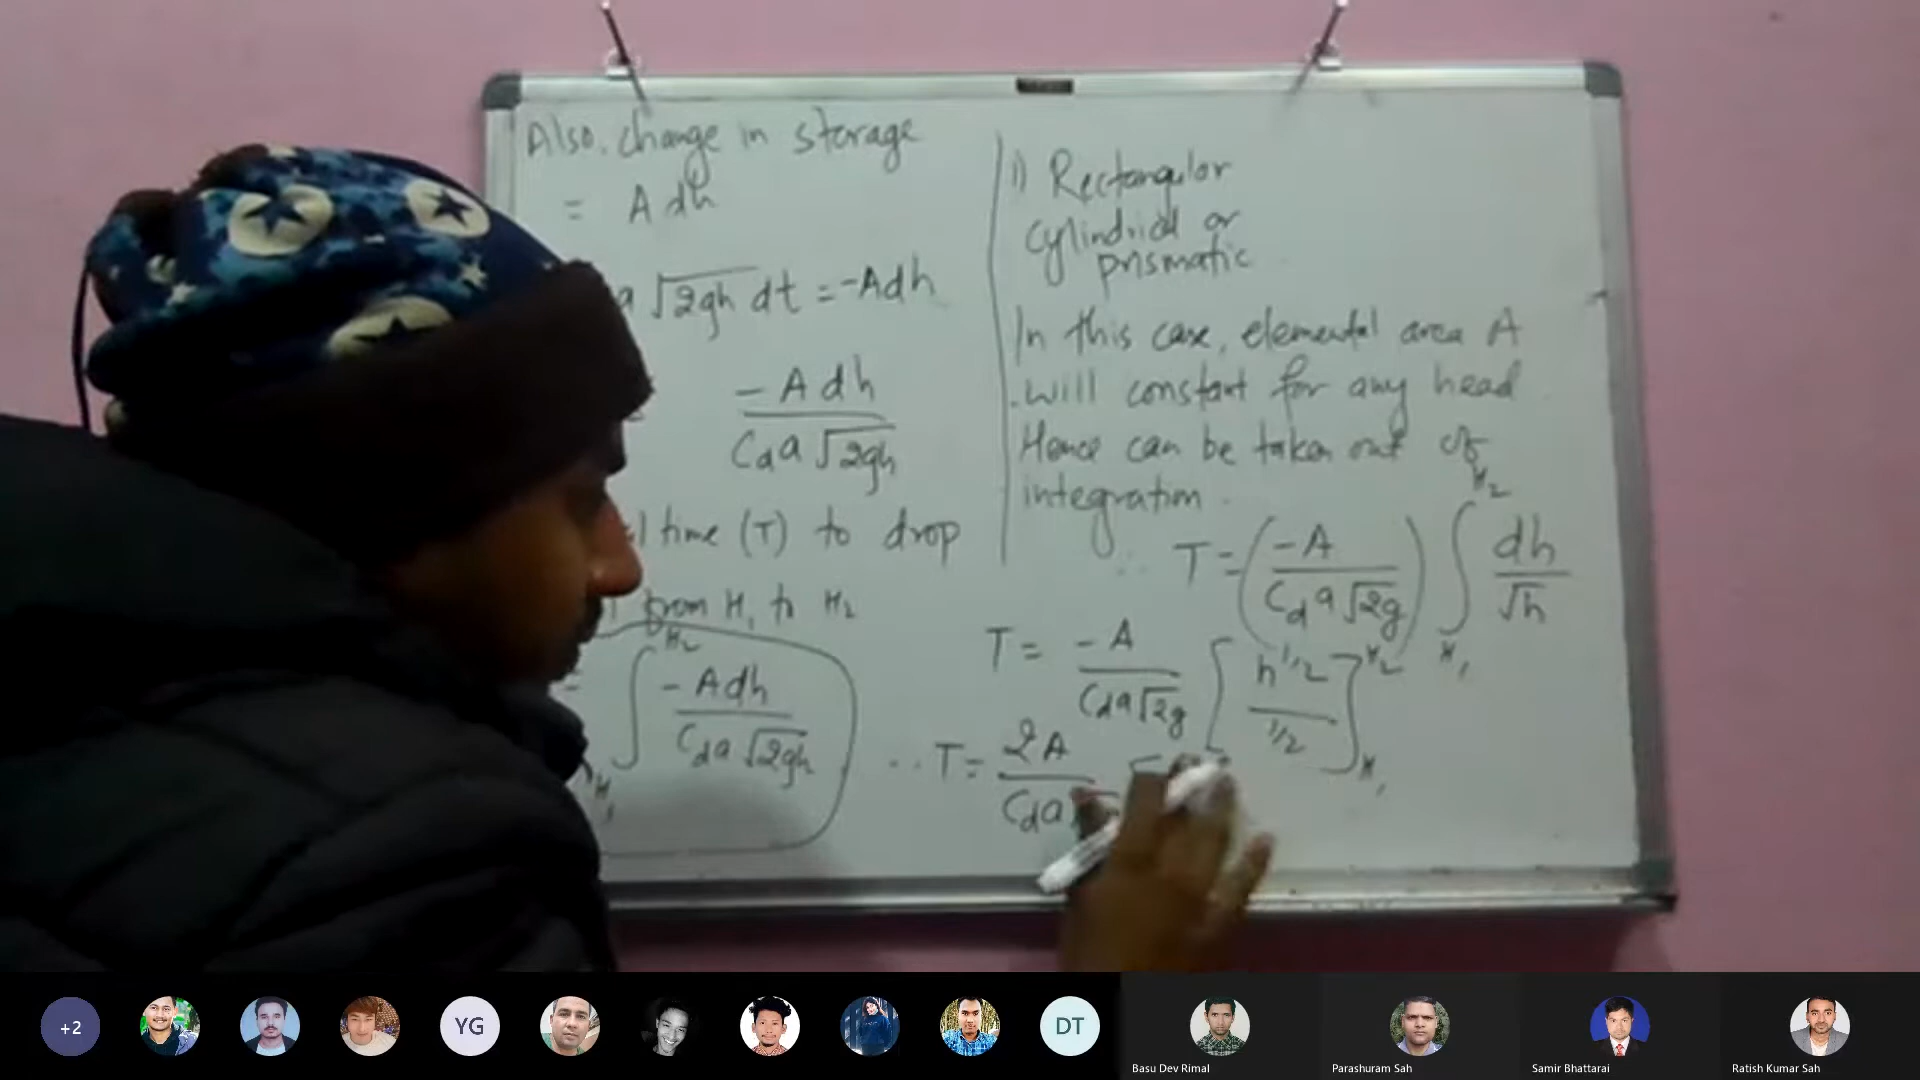 Also, change in storage
= A dh
a √2gh dt = -Adh
-A dh
Cd a √2gh
time (T) to drop
from H1 to H2
H2
∫ -Adh
Cd a √2gh
H1
i) Rectangular
cylindrical or
prismatic
In this case, elemental area A
will constant for any head
Hence can be taken out of
integration.
∴ T = (-A / Cd a √2g) ∫ H1 H2 dh / √h
T = -A / Cd a √2g [h^1/2 / 1/2] H1 H2
∴ T = 2A
Cd a
+2
YG
DT
Basu Dev Rimal
Parashuram Sah
Samir Bhattarai
Ratish Kumar Sah